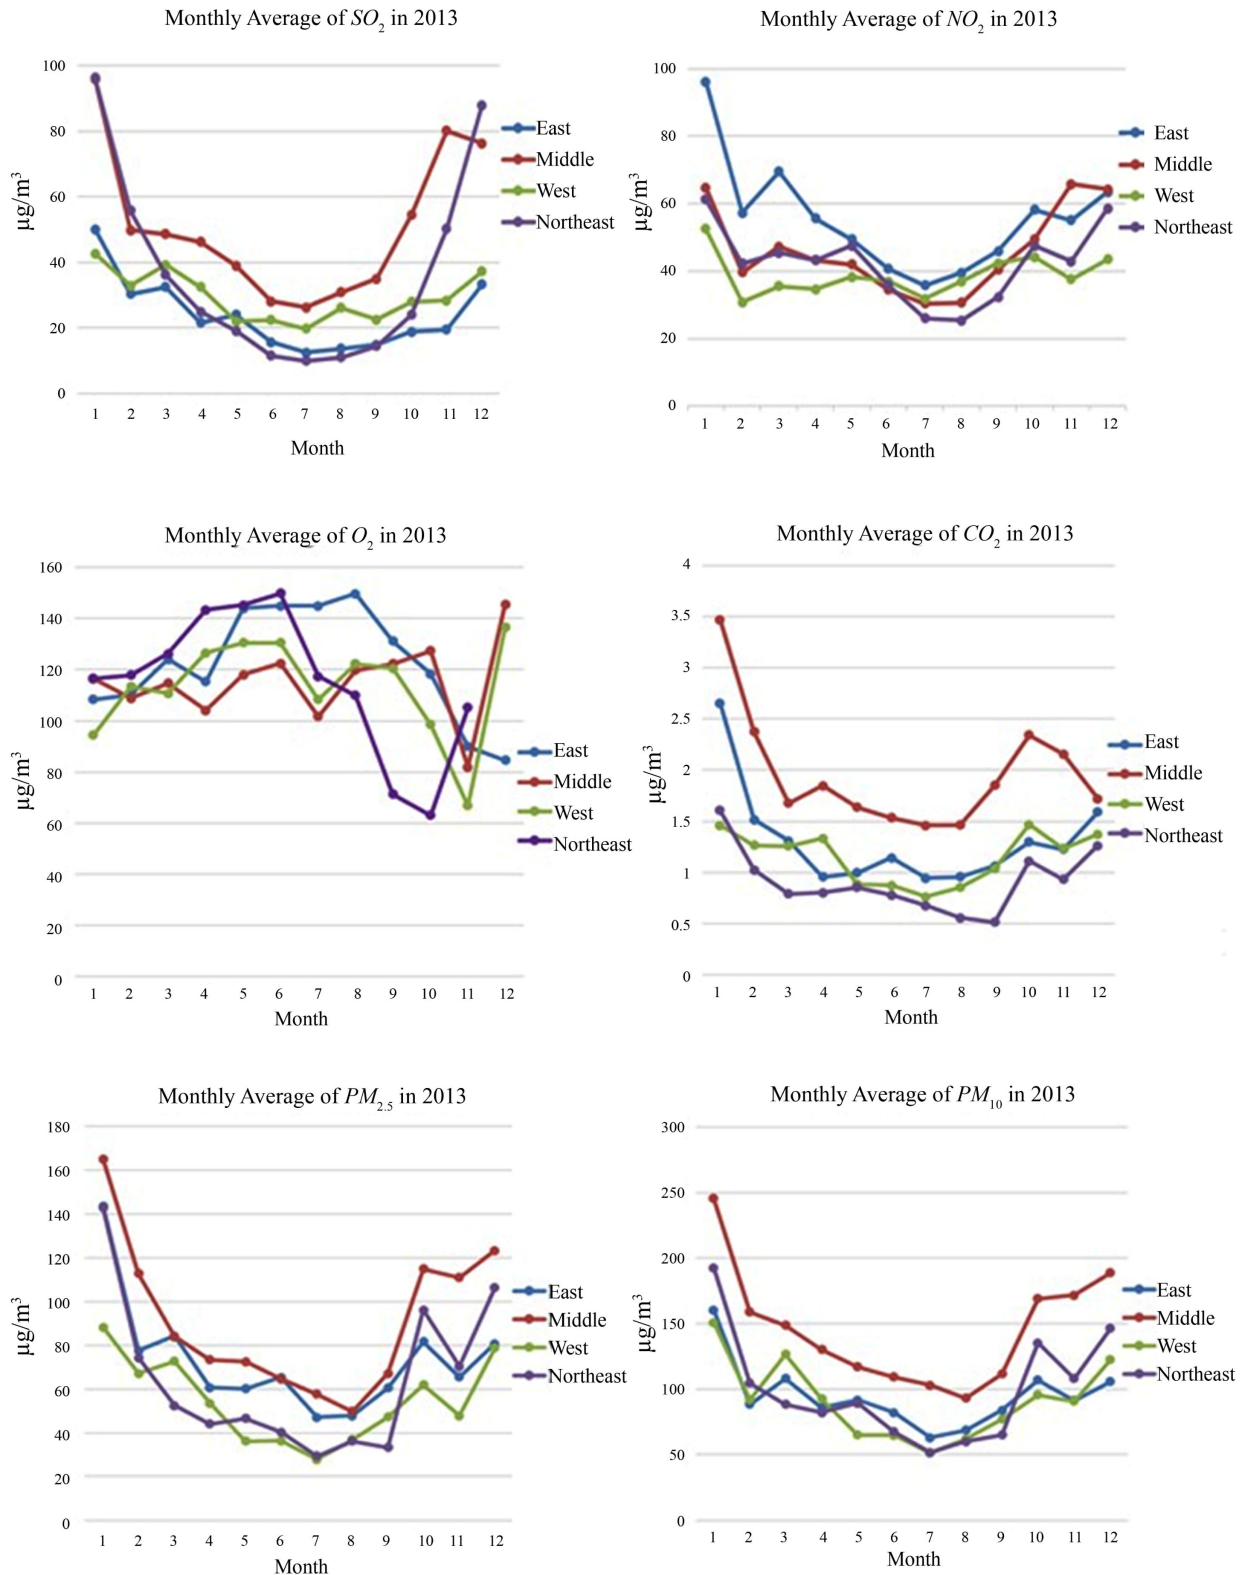 Monthly Average of SO2 in 2013
100
80
60
40
20
0
µg/m³
1 2 3 4 5 6 7 8 9 10 11 12
Month
East
Middle
West
Northeast
Monthly Average of NO2 in 2013
100
80
60
40
20
0
µg/m³
1 2 3 4 5 6 7 8 9 10 11 12
Month
East
Middle
West
Northeast
Monthly Average of O2 in 2013
160
140
120
100
80
60
40
20
0
µg/m³
1 2 3 4 5 6 7 8 9 10 11 12
Month
East
Middle
West
Northeast
Monthly Average of CO2 in 2013
4
3.5
3
2.5
2
1.5
1
0.5
0
µg/m³
1 2 3 4 5 6 7 8 9 10 11 12
Month
East
Middle
West
Northeast
Monthly Average of PM2.5 in 2013
180
160
140
120
100
80
60
40
20
0
µg/m³
1 2 3 4 5 6 7 8 9 10 11 12
Month
East
Middle
West
Northeast
Monthly Average of PM10 in 2013
300
250
200
150
100
50
0
µg/m³
1 2 3 4 5 6 7 8 9 10 11 12
Month
East
Middle
West
Northeast